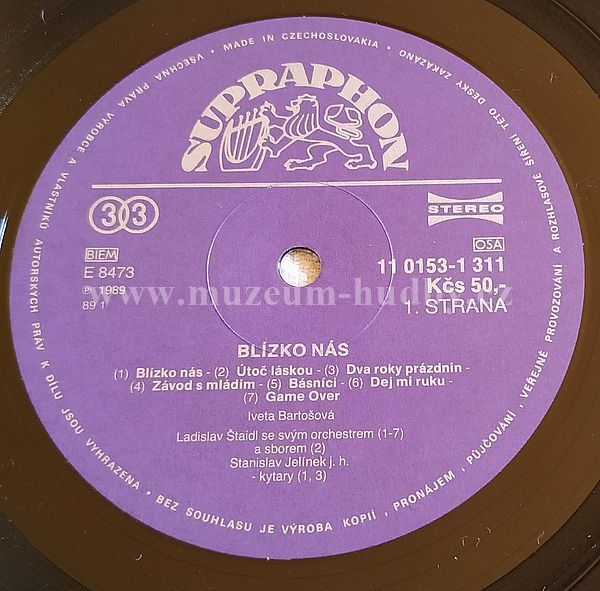 • VŠECHNA PRÁVA VÝROBCE A VLASTNÍKŮ AUTORSKÝCH PRÁV K DÍLU JSOU VYHRAZENA • BEZ SOUHLASU JE VÝROBA KOPIÍ, PRONÁJEM, PŮJČOVÁNÍ, VEŘEJNÉ PROVOZOVÁNÍ A ROZHLASOVÉ ŠÍŘENÍ TÉTO DESKY ZAKÁZÁNO • MADE IN CZECHOSLOVAKIA
SUPRAPHON
33
STEREO
BIEM
OSA
E 8473
11 0153-1 311
℗ 1989
Kčs 50,-
89 1
1. STRANA
BLÍZKO NÁS
(1) Blízko nás - (2) Útoč láskou - (3) Dva roky prázdnin -
(4) Závod s mládím - (5) Básníci - (6) Dej mi ruku -
(7) Game Over
Iveta Bartošová
Ladislav Štaidl se svým orchestrem (1-7)
a sborem (2)
Stanislav Jelínek j. h.
- kytary (1, 3)